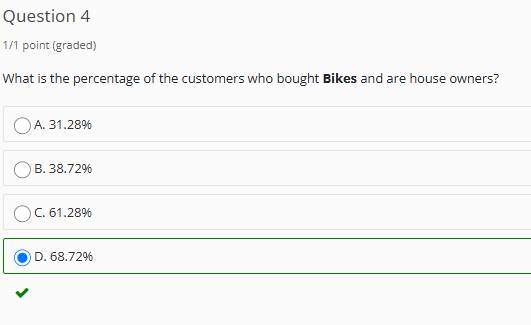 Question 4
1/1 point (graded)
What is the percentage of the customers who bought Bikes and are house owners?
A. 31.28%
B. 38.72%
C. 61.28%
D. 68.72%